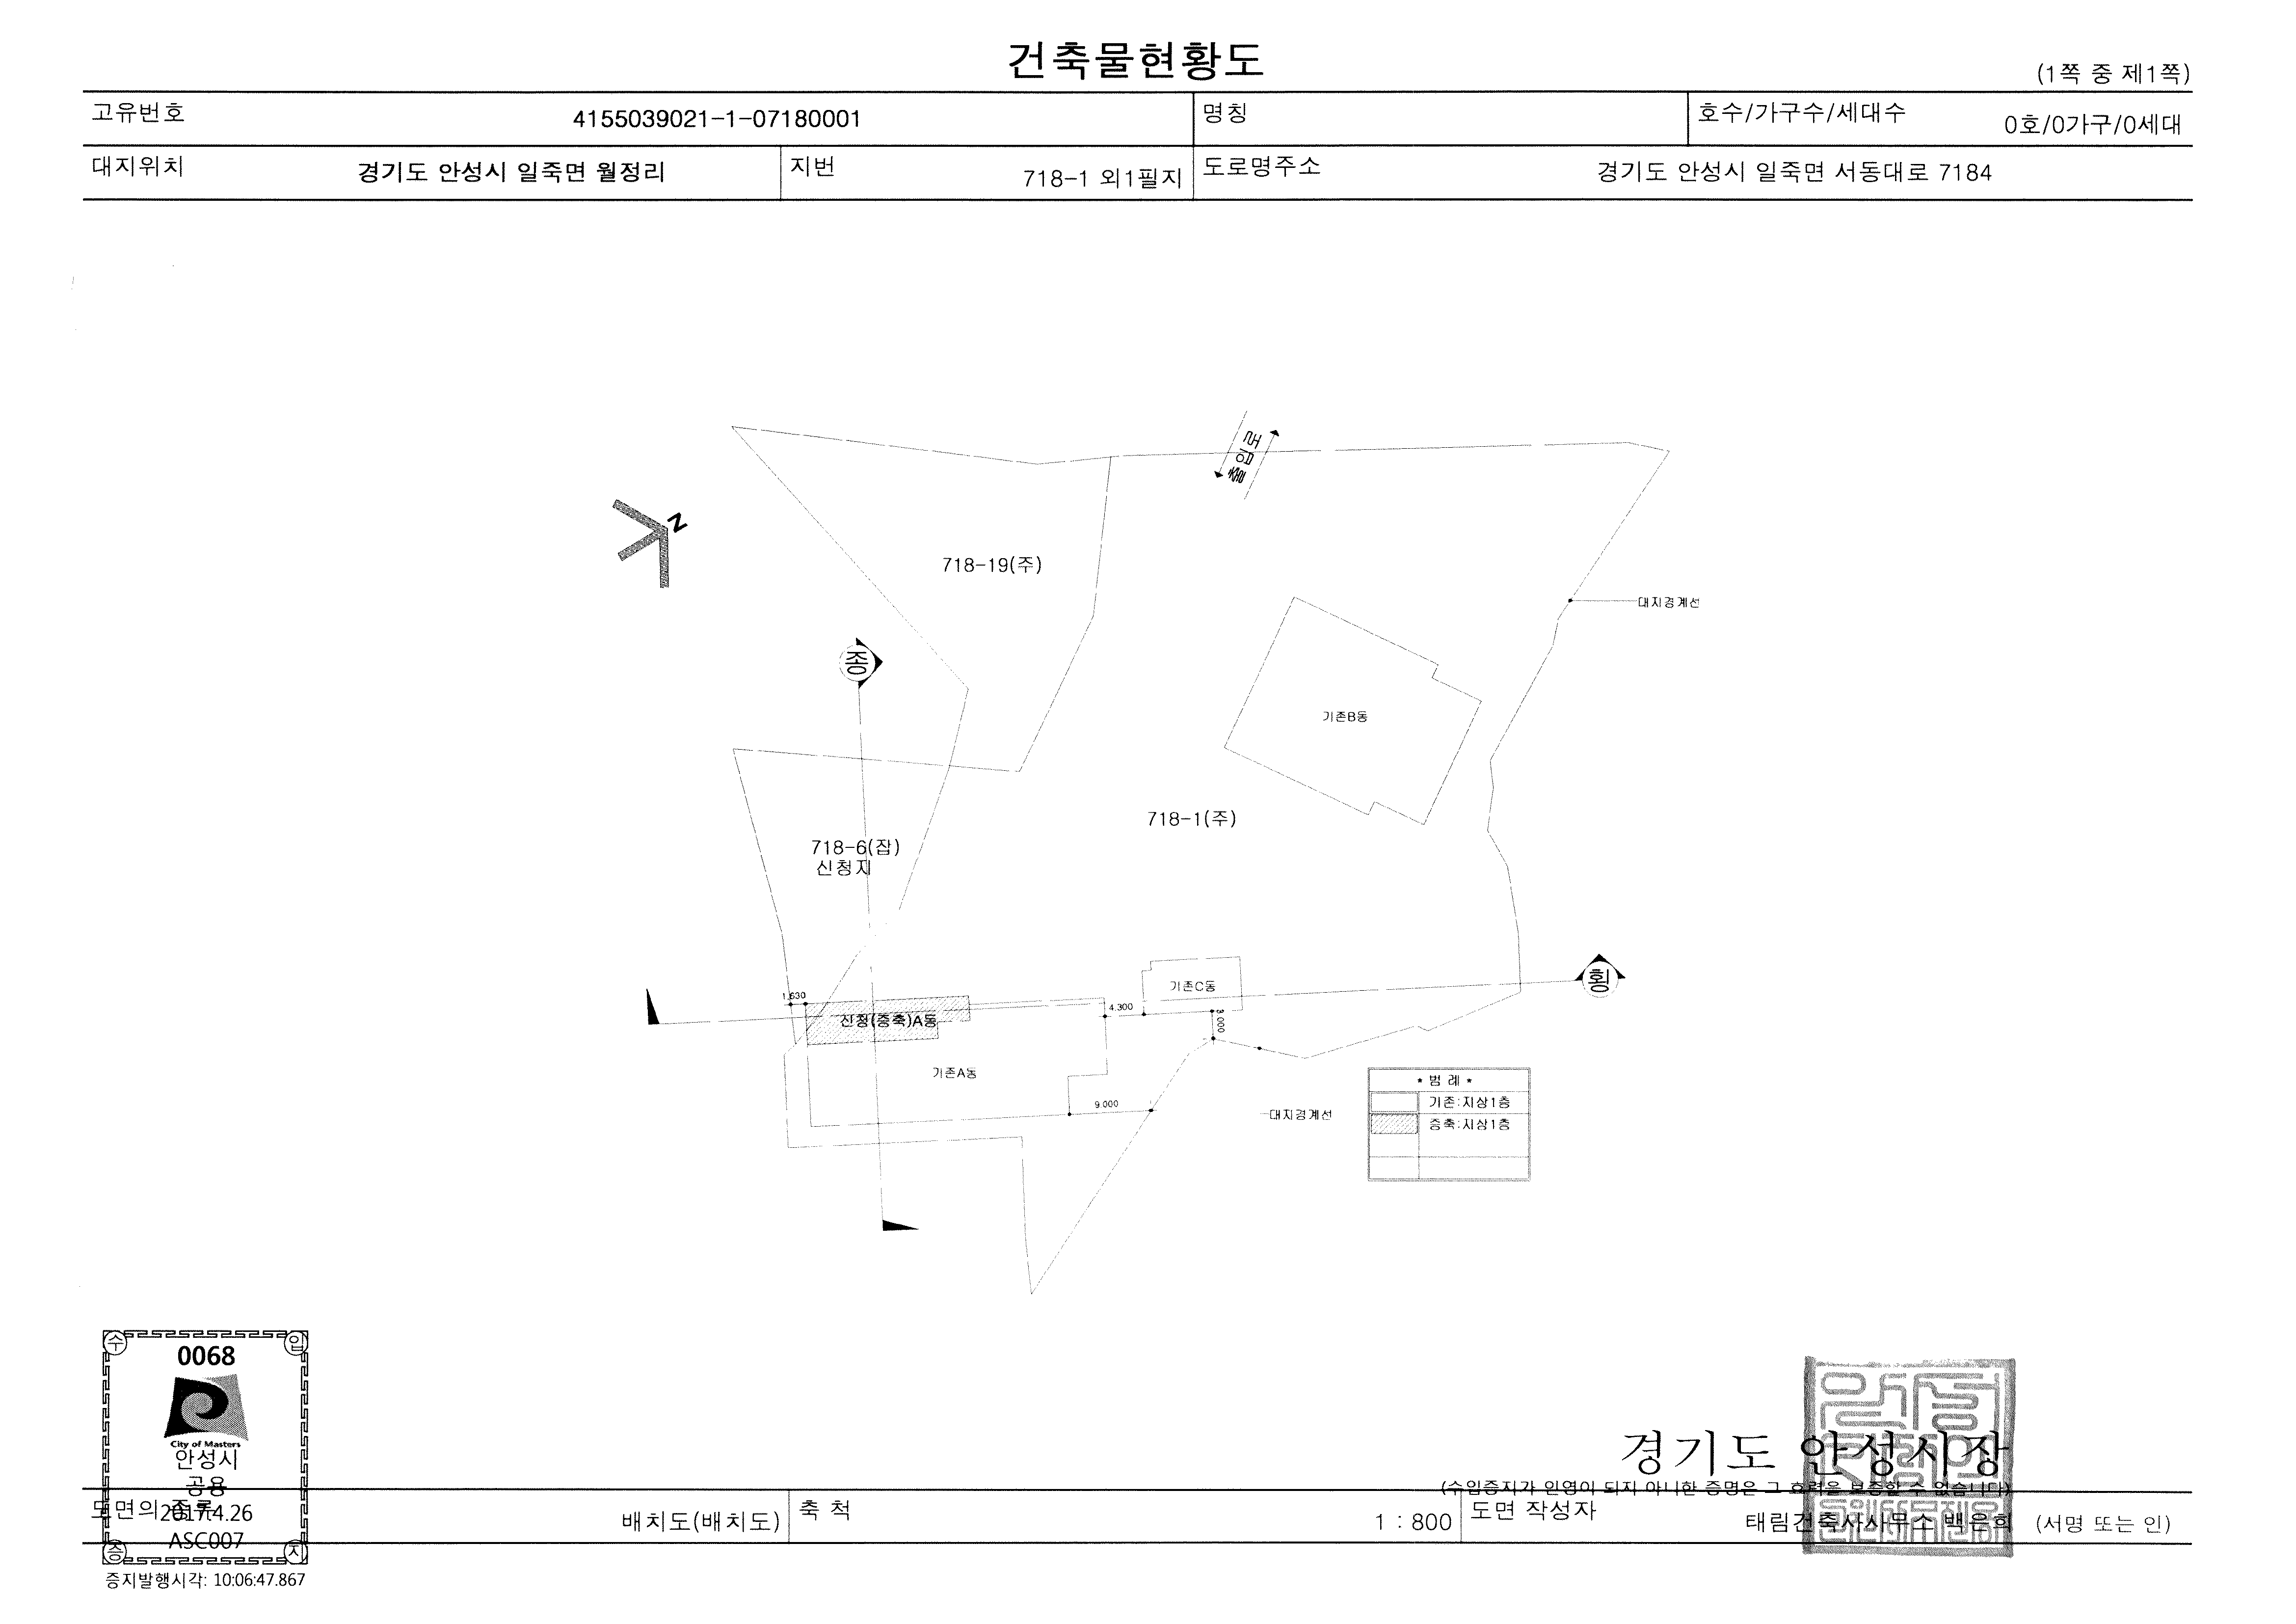 건축물현황도
(1쪽 중 제1쪽)
고유번호 4155039021-1-07180001 명칭 호수/가구수/세대수 0호/0가구/0세대
대지위치 경기도 안성시 일죽면 월정리 지번 718-1 외1필지 도로명주소 경기도 안성시 일죽면 서동대로 7184
중앙로
N
718-19(주)
대지경계선
종
기존B동
718-1(주)
718-6(잡)
신청지
횡
기존C동
1.630
4.300
3.000
신청(증축)A동
기존A동
9.000
대지경계선
* 범 례 *
기존:지상1층
증축:지상1층
수 입
0068
City of Masters
안성시
공용
2017.4.26
ASC007
증 지
증지발행시각: 10:06:47.867
경기도 안성시장
(수입증지가 인영이 되지 아니한 증명은 그 효력을 보증할 수 없습니다)
도면의 종류 배치도(배치도) 축 척 1 : 800 도면 작성자 태림건축사사무소 백은희 (서명 또는 인)